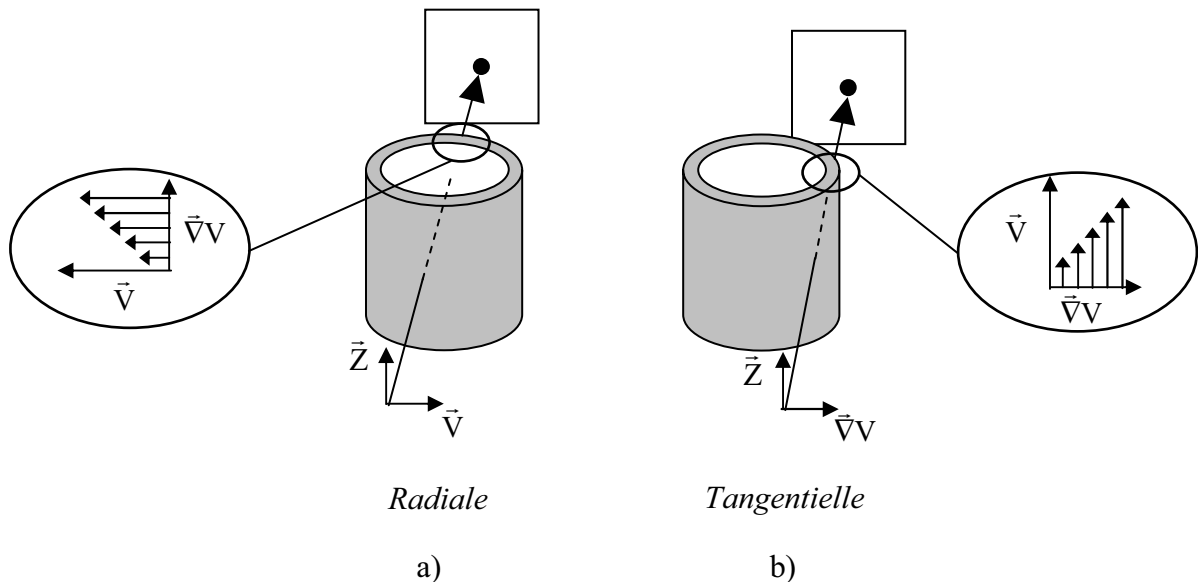 ∇⃗V
V⃗
Z⃗
V⃗
Radiale
a)
V⃗
∇⃗V
Z⃗
∇⃗V
Tangentielle
b)